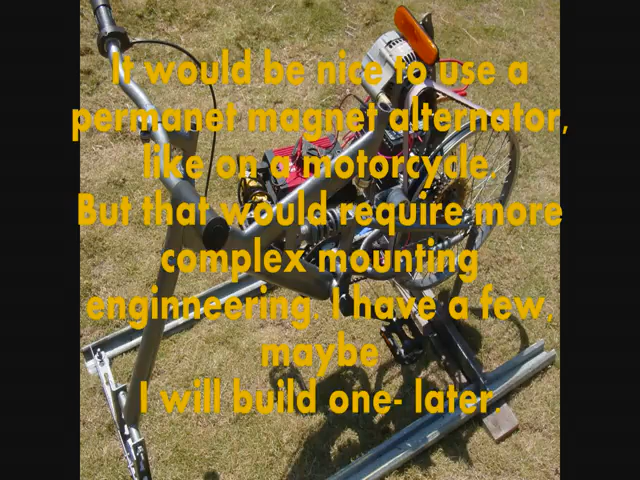 It would be nice to use a
permanet magnet alternator,
like on a motorcycle.
But that would require more
complex mounting
enginneering. I have a few,
maybe
I will build one- later.